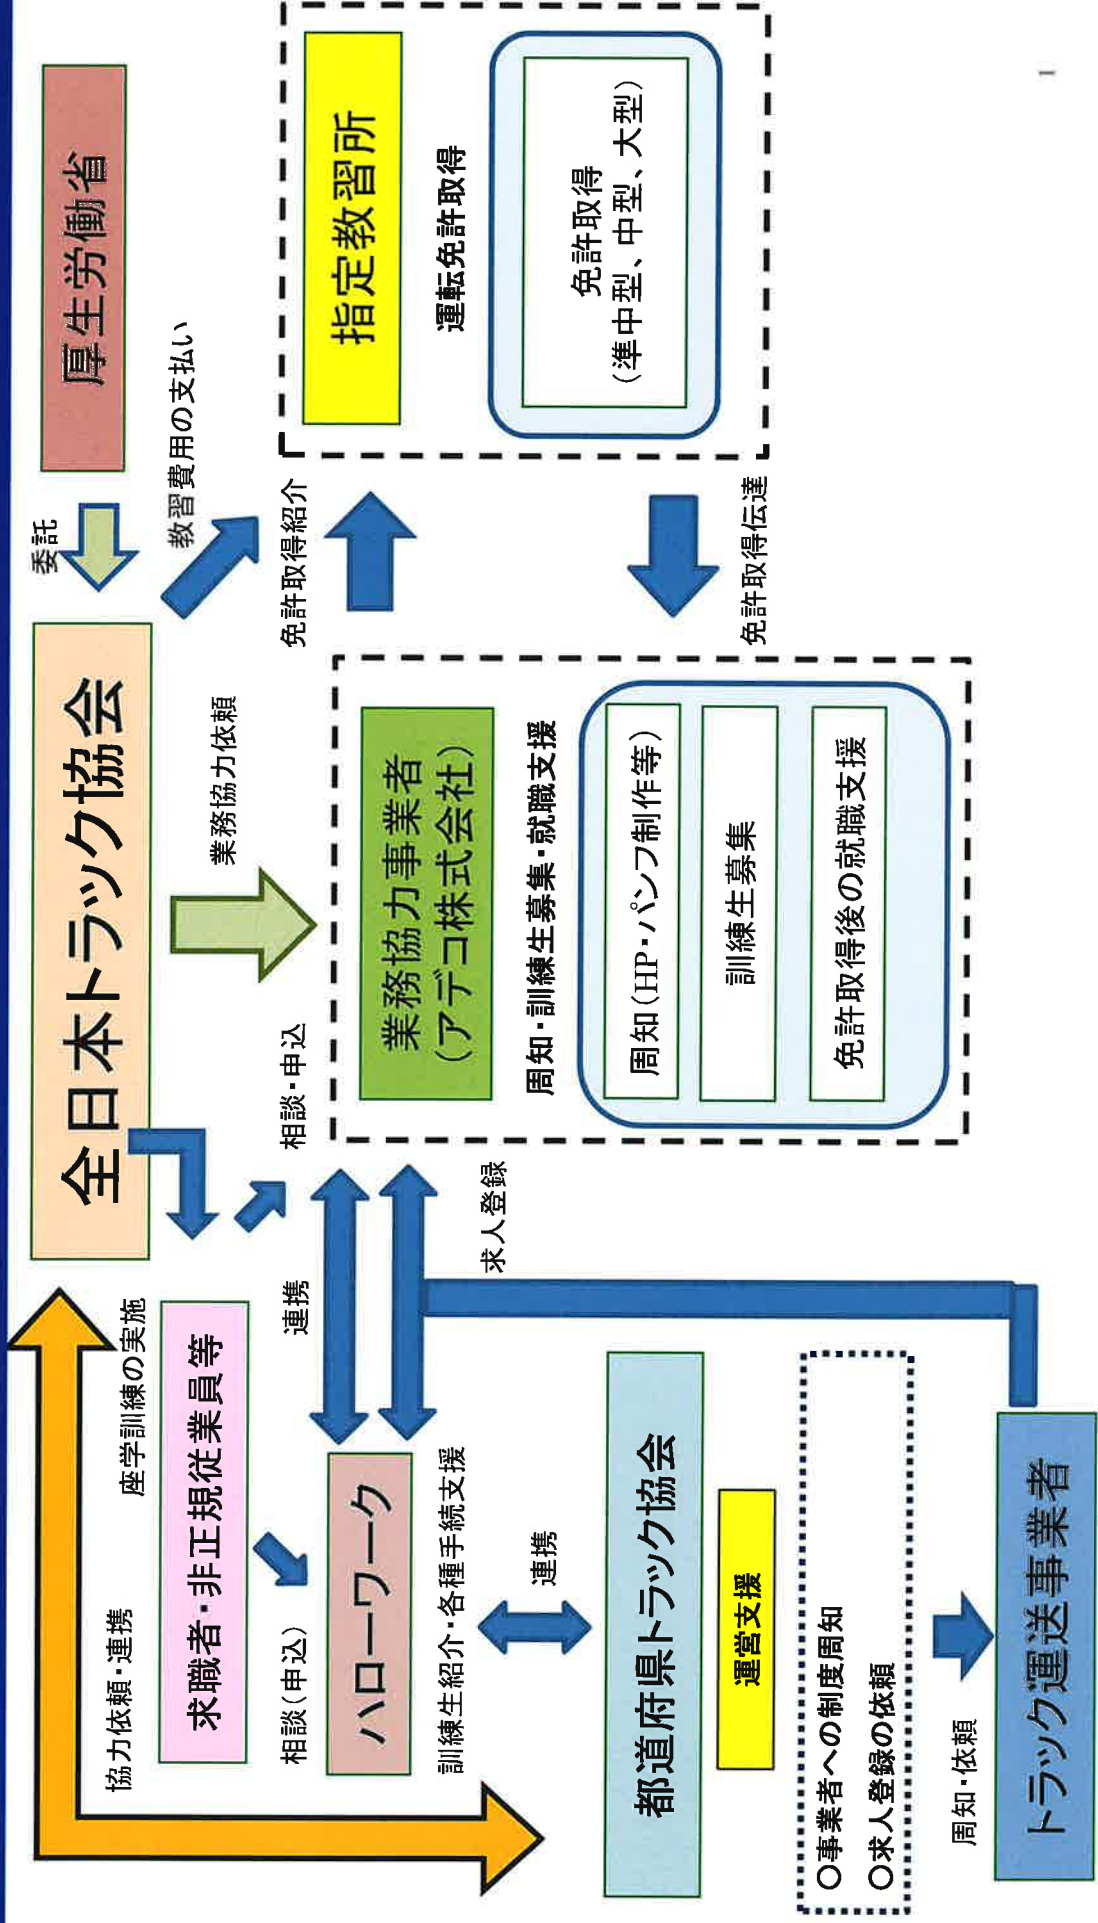 厚生労働省
委託
全日本トラック協会
教習費用の支払い
業務協力依頼
協力依頼・連携
座学訓練の実施
求職者・非正規従業員等
相談・申込
相談(申込)
連携
ハローワーク
訓練生紹介・各種手続支援
求人登録
業務協力事業者
(アデコ株式会社)
周知・訓練生募集・就職支援
周知(HP・パンフ制作等)
訓練生募集
免許取得後の就職支援
免許取得紹介
指定教習所
運転免許取得
免許取得
(準中型、中型、大型)
免許取得伝達
連携
都道府県トラック協会
運営支援
○事業者への制度周知
○求人登録の依頼
周知・依頼
トラック運送事業者
1